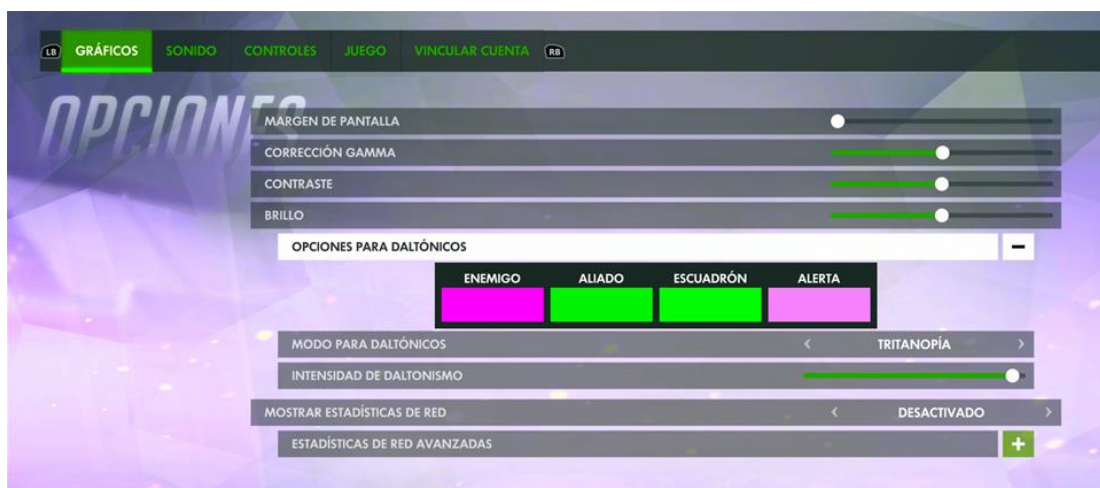 LB GRÁFICOS SONIDO CONTROLES JUEGO VINCULAR CUENTA RB
OPCIONES
MARGEN DE PANTALLA
CORRECCIÓN GAMMA
CONTRASTE
BRILLO
OPCIONES PARA DALTÓNICOS
ENEMIGO ALIADO ESCUADRÓN ALERTA
MODO PARA DALTÓNICOS < TRITANOPÍA >
INTENSIDAD DE DALTONISMO
MOSTRAR ESTADÍSTICAS DE RED < DESACTIVADO >
ESTADÍSTICAS DE RED AVANZADAS